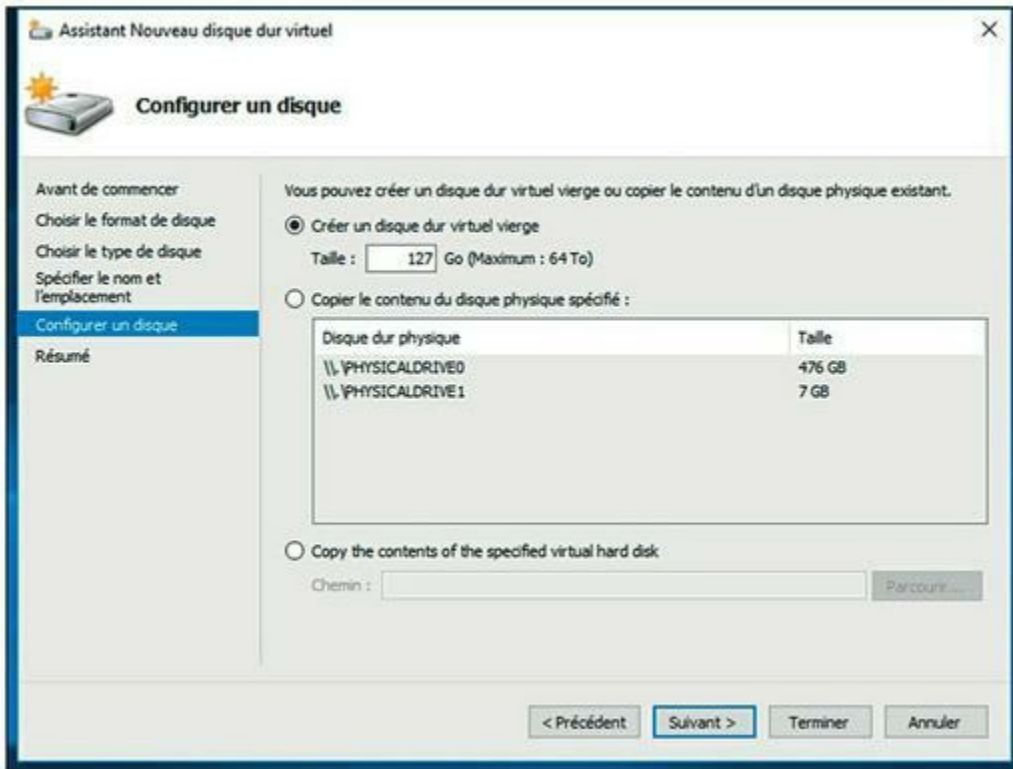 Assistant Nouveau disque dur virtuel
Configurer un disque
Avant de commencer
Choisir le format de disque
Choisir le type de disque
Spécifier le nom et
l'emplacement
Configurer un disque
Résumé
Vous pouvez créer un disque dur virtuel vierge ou copier le contenu d'un disque physique existant.
Créer un disque dur virtuel vierge
Taille : 127 Go (Maximum : 64 To)
Copier le contenu du disque physique spécifié :
Disque dur physique Taille
\\.\PHYSICALDRIVE0 476 GB
\\.\PHYSICALDRIVE1 7 GB
Copy the contents of the specified virtual hard disk
Chemin : Parcourir...
< Précédent Suivant > Terminer Annuler